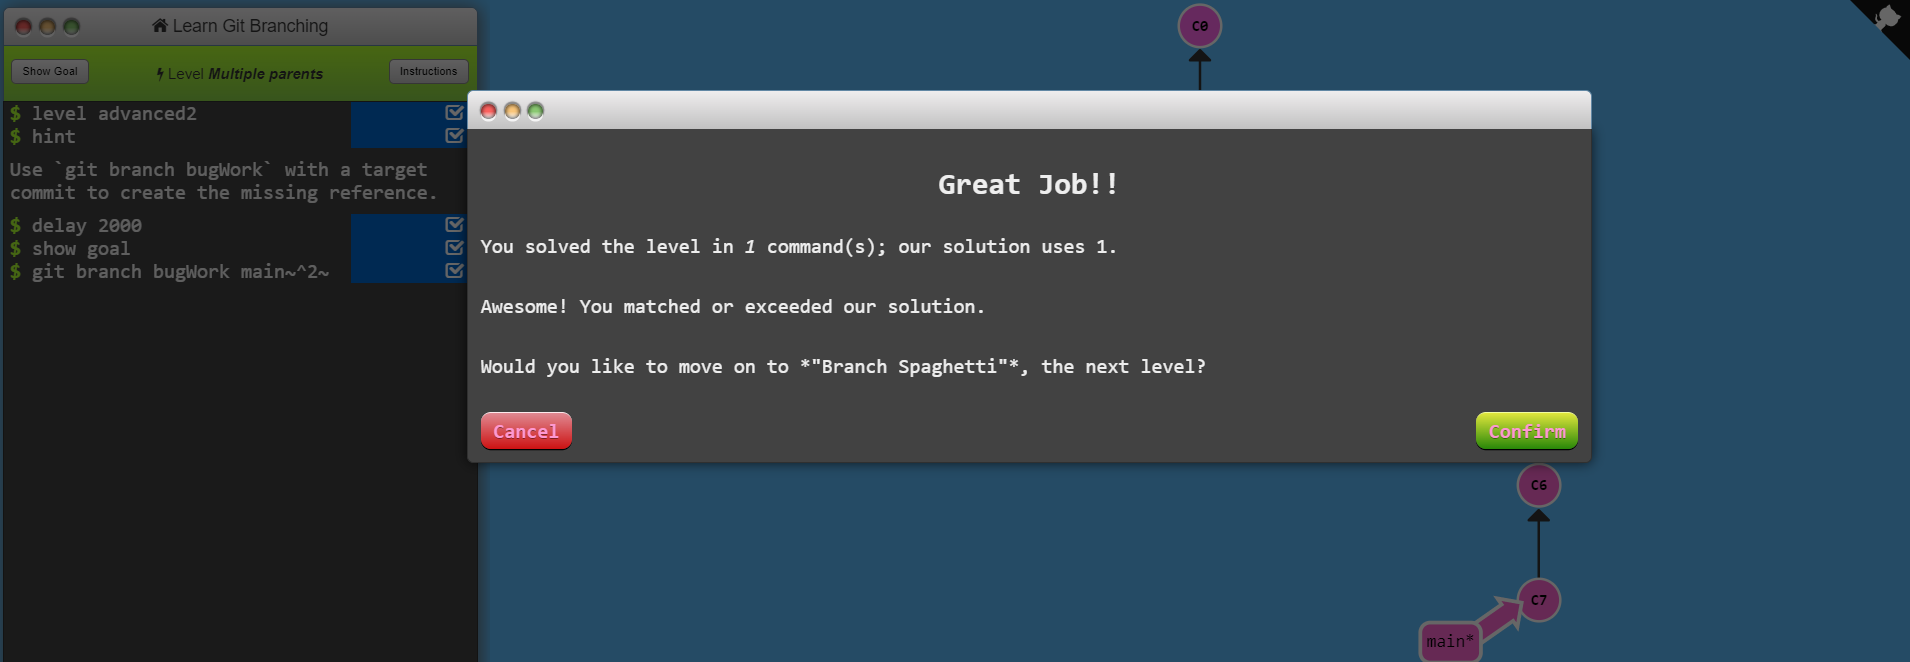 Learn Git Branching
Show Goal
Level Multiple parents
Instructions
$ level advanced2
$ hint
Use `git branch bugWork` with a target
commit to create the missing reference.
$ delay 2000
$ show goal
$ git branch bugWork main~^2~
C0
Great Job!!
You solved the level in 1 command(s); our solution uses 1.
Awesome! You matched or exceeded our solution.
Would you like to move on to *"Branch Spaghetti"*, the next level?
Cancel
Confirm
C6
C7
main*